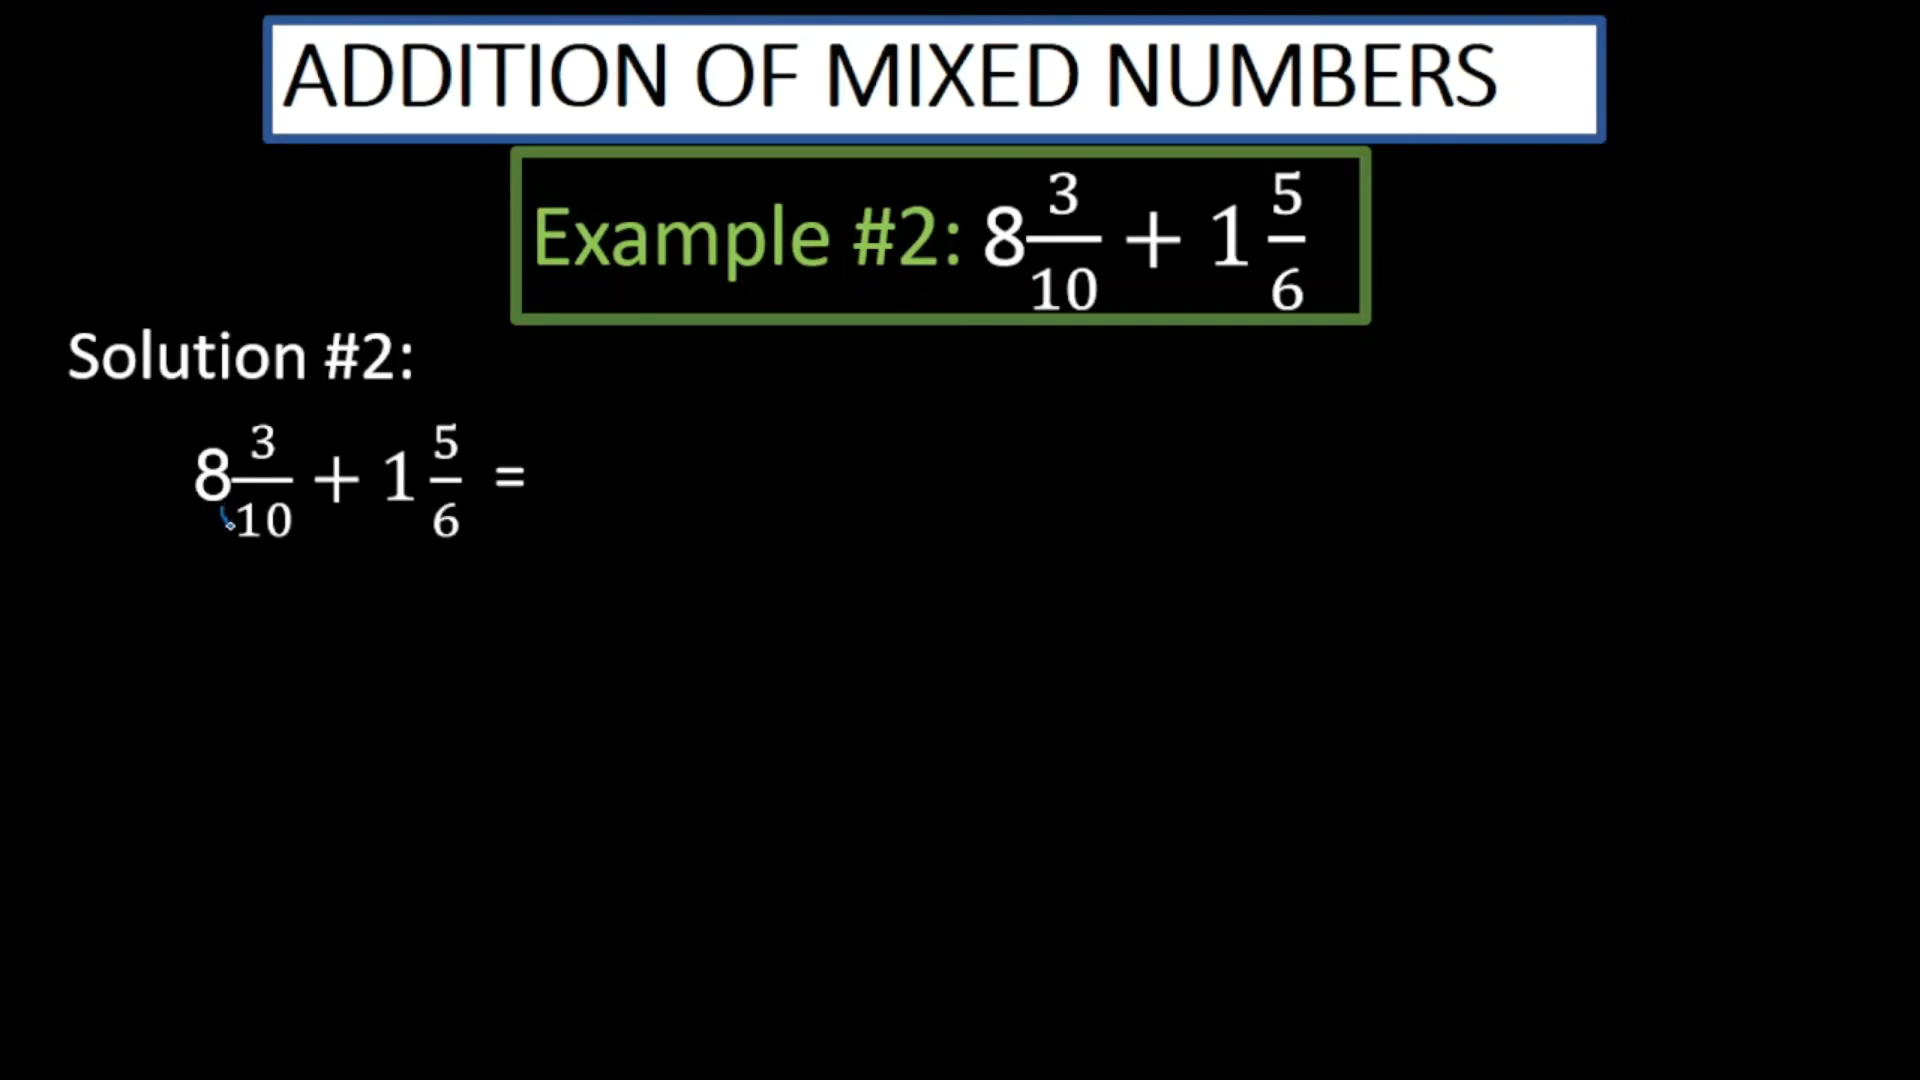 ADDITION OF MIXED NUMBERS
Example #2: 8 3/10 + 1 5/6
Solution #2:
8 3/10 + 1 5/6 =